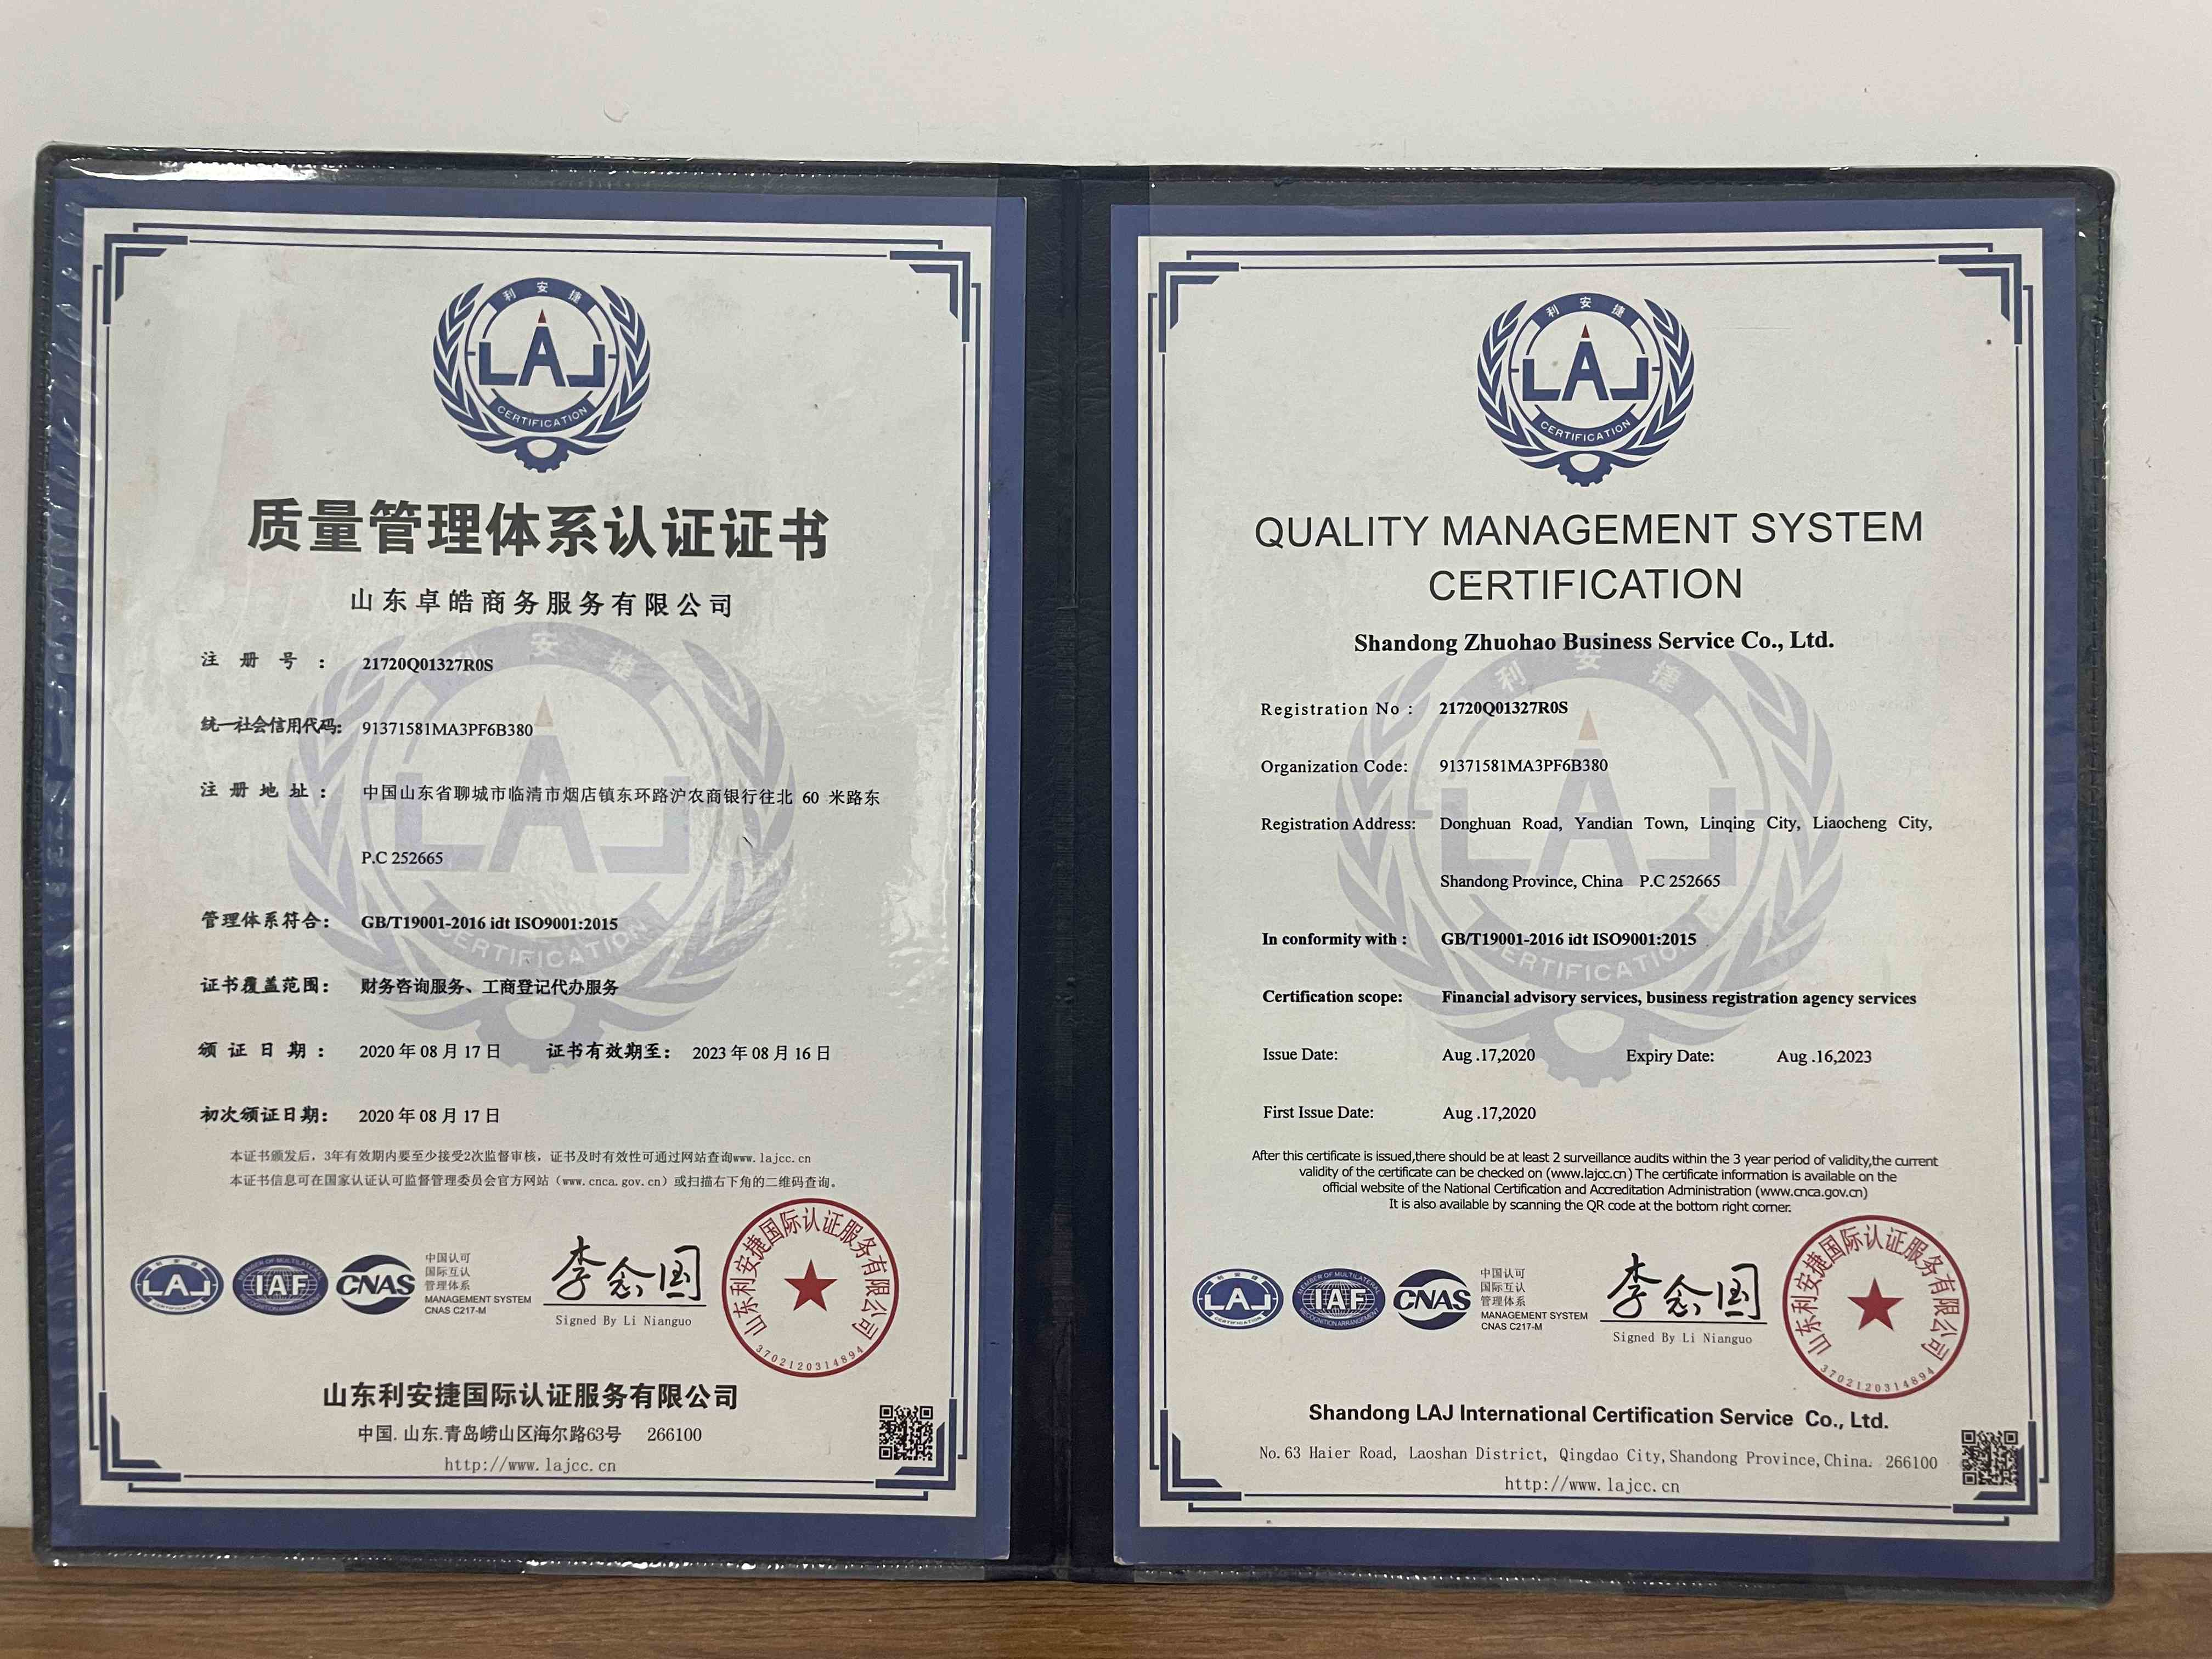 利安捷
LAJ
CERTIFICATION
质量管理体系认证证书
山东卓皓商务服务有限公司
注册号: 21720Q01327R0S
统一社会信用代码: 91371581MA3PF6B380
注册地址: 中国山东省聊城市临清市烟店镇东环路沪农商银行往北 60 米路东
P.C 252665
管理体系符合: GB/T19001-2016 idt ISO9001:2015
证书覆盖范围: 财务咨询服务、工商登记代办服务
颁证日期: 2020 年 08 月 17 日 证书有效期至: 2023 年 08 月 16 日
初次颁证日期: 2020 年 08 月 17 日
本证书颁发后，3年有效期内要至少接受2次监督审核，证书及时有效性可通过网站查询www.lajcc.cn
本证书信息可在国家认证认可监督管理委员会官方网站（www.cnca.gov.cn）或扫描右下角的二维码查询。
LAJ
IAF
MEMBER OF MULTILATERAL
RECOGNITION ARRANGEMENT
CNAS
中国认可
国际互认
管理体系
MANAGEMENT SYSTEM
CNAS C217-M
李念国
Signed By Li Nianguo
山东利安捷国际认证服务有限公司
3702120314894
山东利安捷国际认证服务有限公司
中国. 山东.青岛崂山区海尔路63号 266100
http://www.lajcc.cn
利安捷
LAJ
CERTIFICATION
QUALITY MANAGEMENT SYSTEM
CERTIFICATION
Shandong Zhuohao Business Service Co., Ltd.
Registration No : 21720Q01327R0S
Organization Code: 91371581MA3PF6B380
Registration Address: Donghuan Road, Yandian Town, Linqing City, Liaocheng City,
Shandong Province, China P.C 252665
In conformity with : GB/T19001-2016 idt ISO9001:2015
Certification scope: Financial advisory services, business registration agency services
Issue Date: Aug .17,2020 Expiry Date: Aug .16,2023
First Issue Date: Aug .17,2020
After this certificate is issued,there should be at least 2 surveillance audits within the 3 year period of validity,the current
validity of the certificate can be checked on (www.lajcc.cn) The certificate information is available on the
official website of the National Certification and Accreditation Administration (www.cnca.gov.cn)
It is also available by scanning the QR code at the bottom right corner.
LAJ
IAF
MEMBER OF MULTILATERAL
RECOGNITION ARRANGEMENT
CNAS
中国认可
国际互认
管理体系
MANAGEMENT SYSTEM
CNAS C217-M
李念国
Signed By Li Nianguo
山东利安捷国际认证服务有限公司
3702120314894
Shandong LAJ International Certification Service Co., Ltd.
No. 63 Haier Road, Laoshan District, Qingdao City, Shandong Province, China. 266100
http://www.lajcc.cn